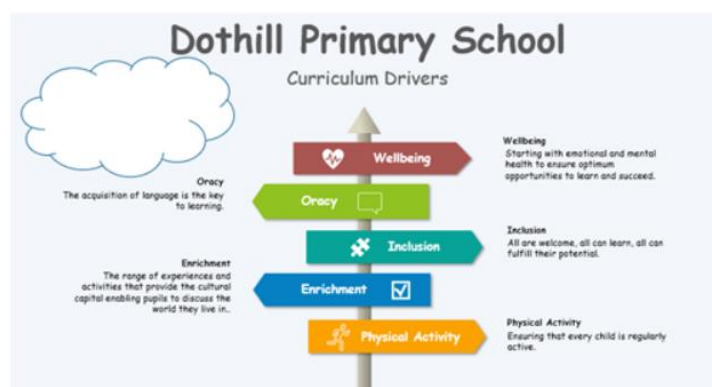 Dothill Primary School
Curriculum Drivers
Wellbeing
Wellbeing
Starting with emotional and mental
health to ensure optimum
opportunities to learn and succeed.
Oracy
The acquisition of language is the key
to learning.
Oracy
Inclusion
Inclusion
All are welcome, all can learn, all can
fulfill their potential.
Enrichment
The range of experiences and
activities that provide the cultural
capital enabling pupils to discuss the
world they live in..
Enrichment
Physical Activity
Physical Activity
Ensuring that every child is regularly
active.